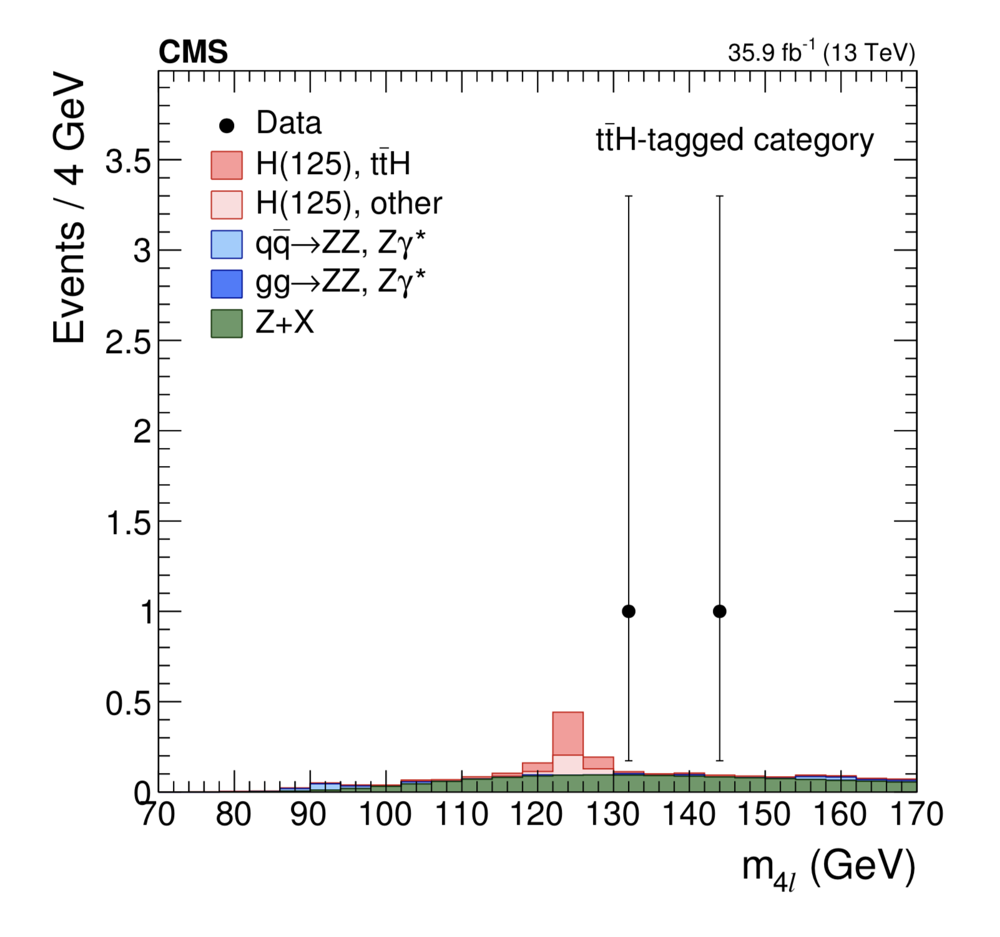 CMS
35.9 fb⁻¹ (13 TeV)
Events / 4 GeV
tt̄H-tagged category
Data
H(125), tt̄H
H(125), other
qq̄→ZZ, Zγ*
gg→ZZ, Zγ*
Z+X
3.5
3
2.5
2
1.5
1
0.5
0
70 80 90 100 110 120 130 140 150 160 170
m₄ₗ (GeV)